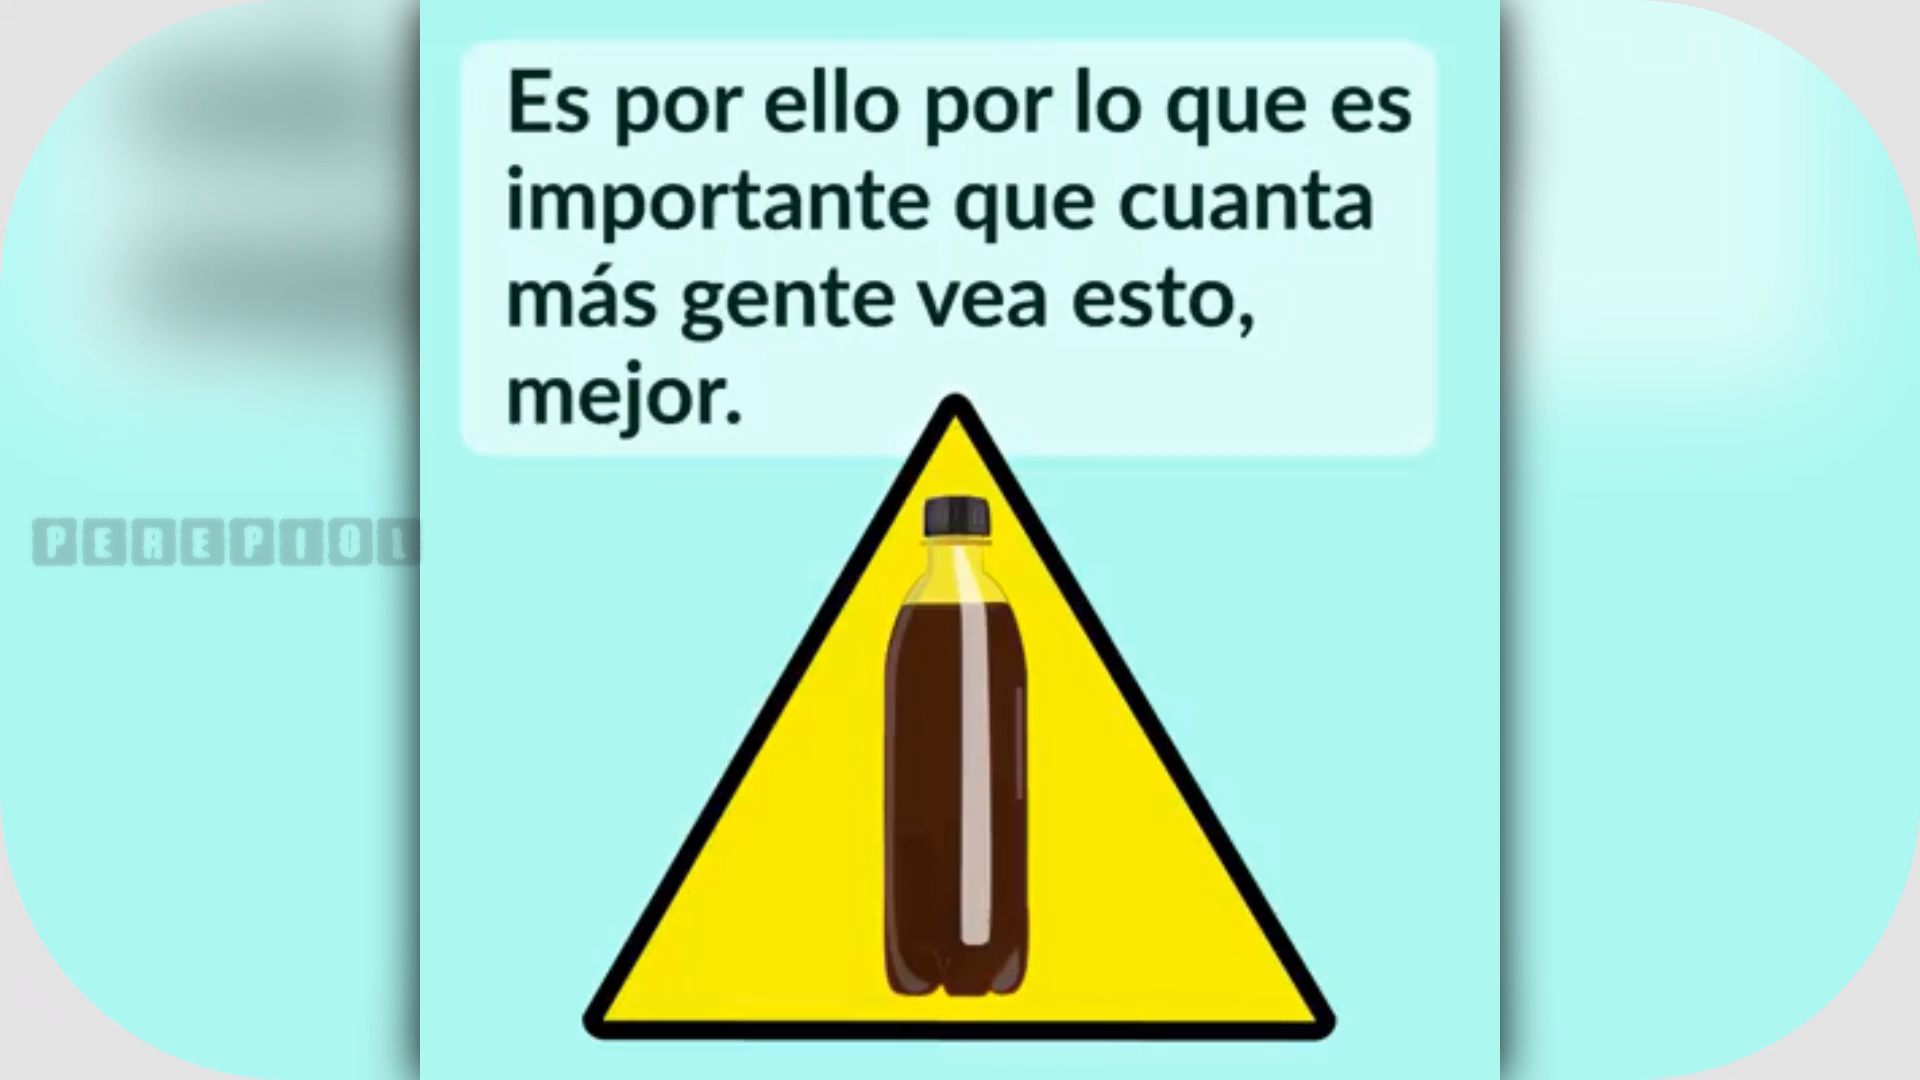 Es por ello por lo que es
importante que cuanta
más gente vea esto,
mejor.
PEREPIOL